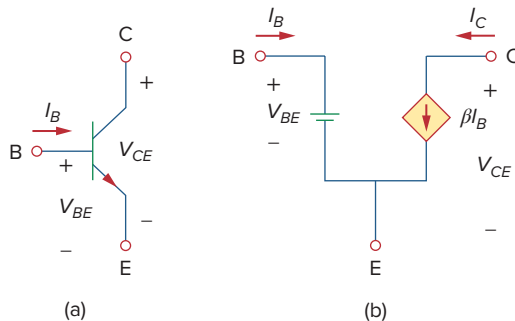 C
+
I_B
B
+
V_CE
V_BE
−
−
E
(a)
I_B
I_C
B
C
+
+
V_BE
βI_B
−
V_CE
−
E
(b)